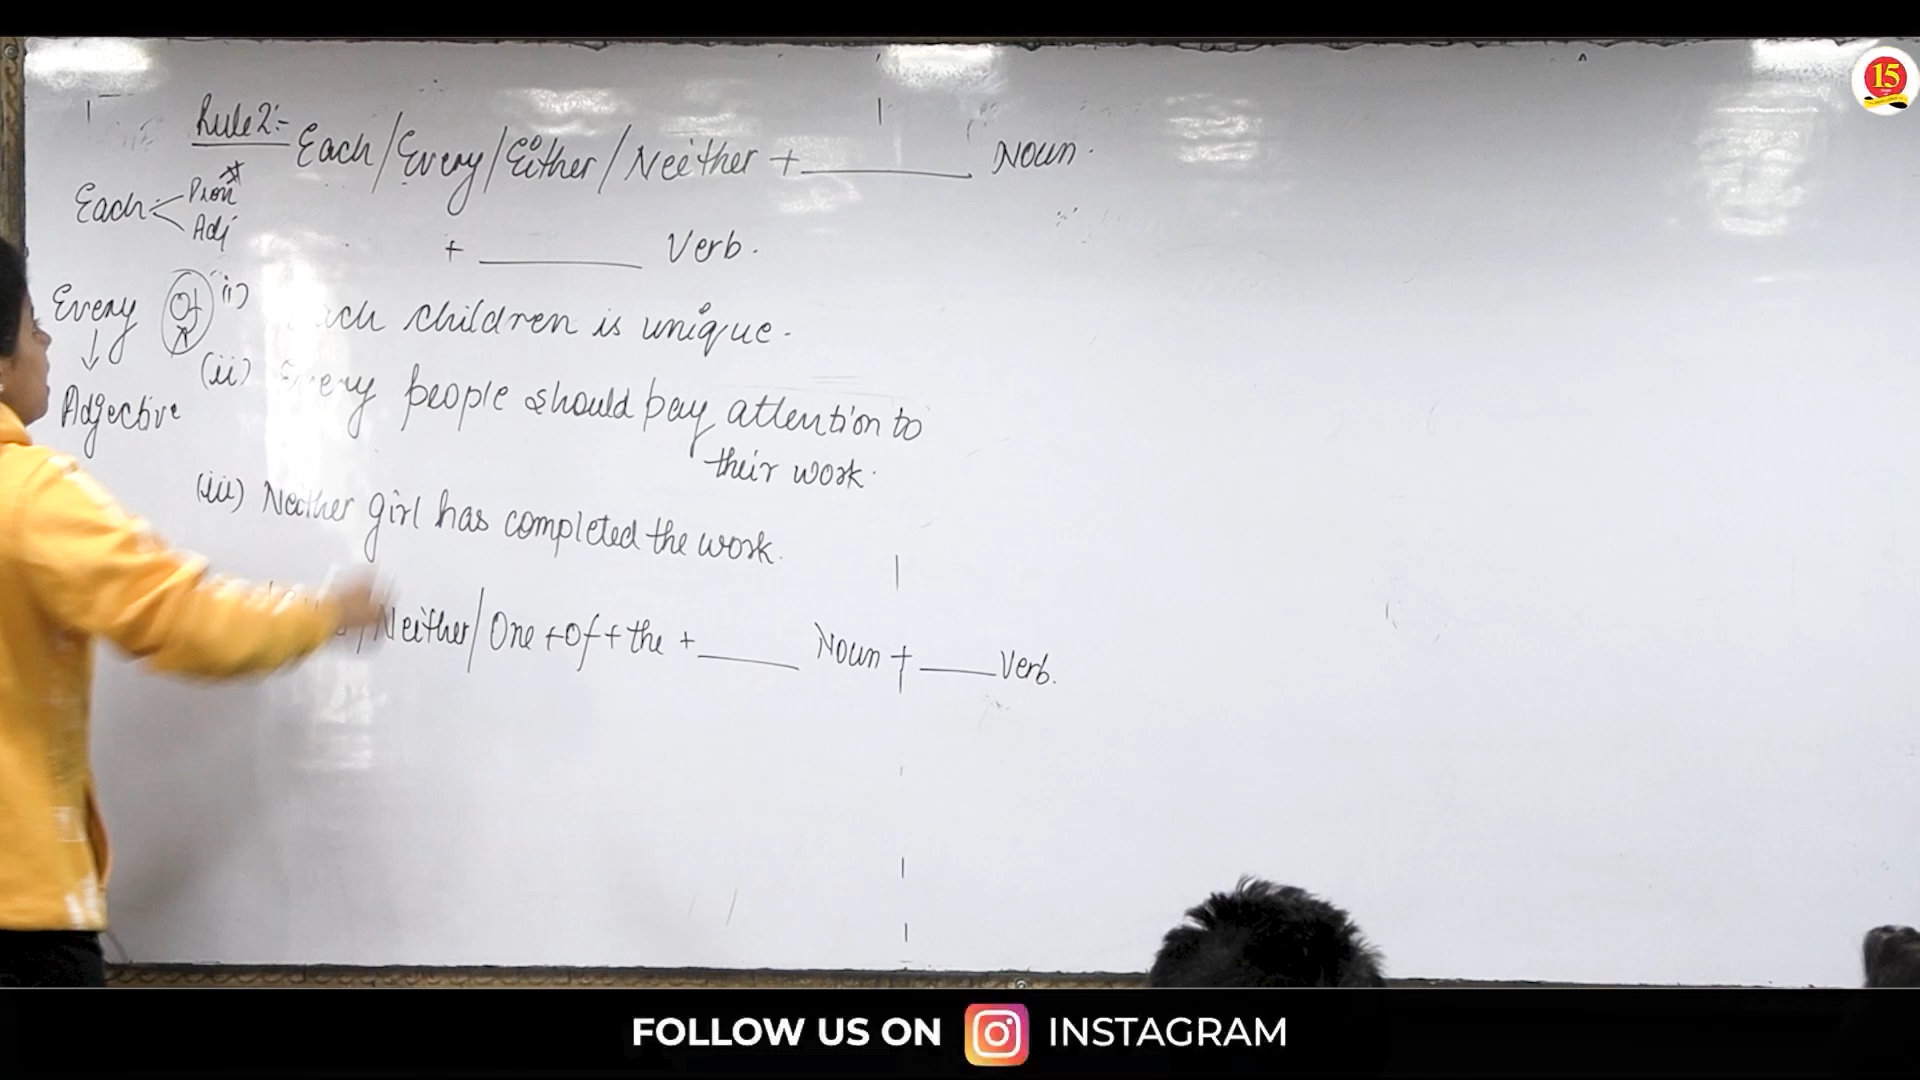 Rule 2:-
Each/Every/Either/Neither + ______ Noun.
Each Pron
Adj
+ ______ Verb.
Every Of
Adjective
(i) children is unique.
(ii) Every people should pay attention to
their work.
(iii) Neither girl has completed the work.
/Neither/One + of + the + ______ Noun + ______ Verb.
15
FOLLOW US ON INSTAGRAM